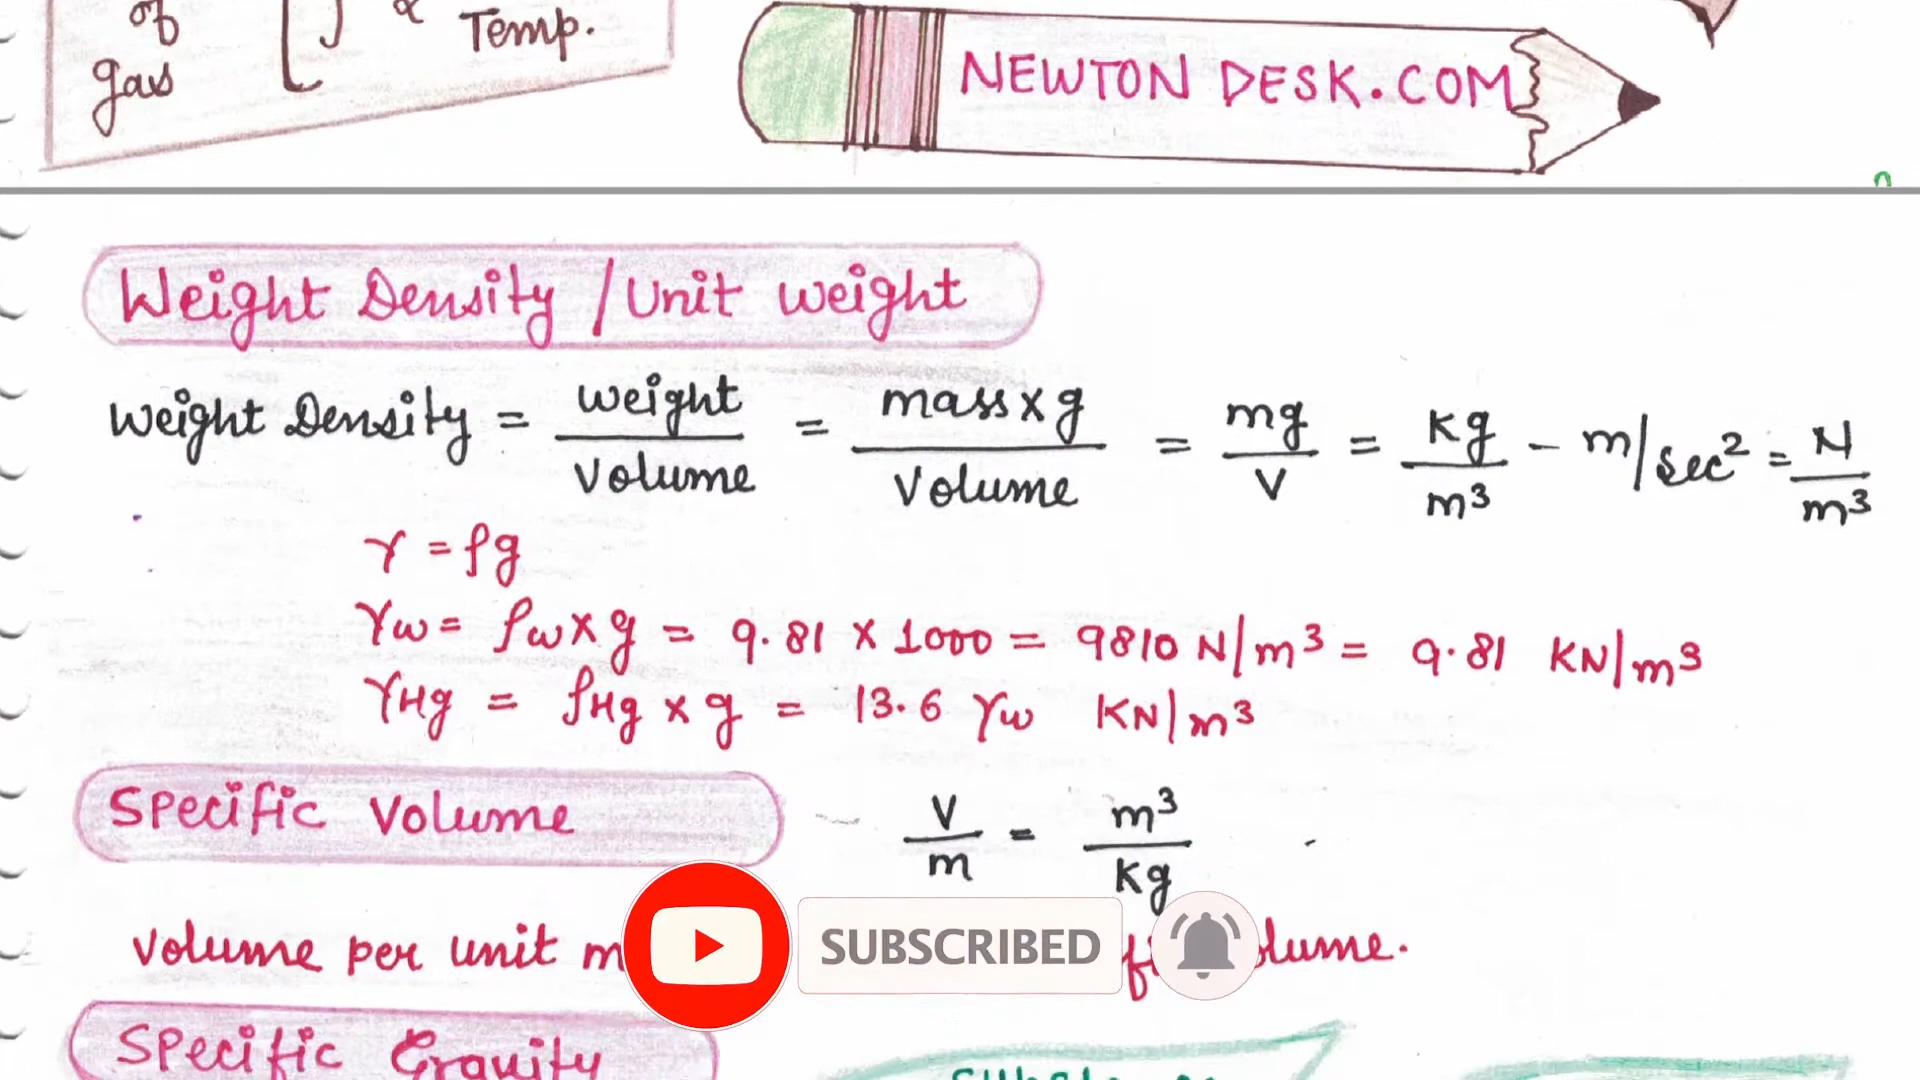 of
gas
α
Temp.
NEWTON DESK.COM
Weight Density / Unit weight
Weight Density = weight / Volume = mass x g / Volume = mg / V = Kg / m³ - m/sec² = N / m³
γ = ρg
γw = ρw x g = 9.81 x 1000 = 9810 N/m³ = 9.81 KN/m³
γHg = ρHg x g = 13.6 γw KN/m³
Specific Volume
V / m = m³ / Kg
Volume per unit
SUBSCRIBED
Specific Gravity